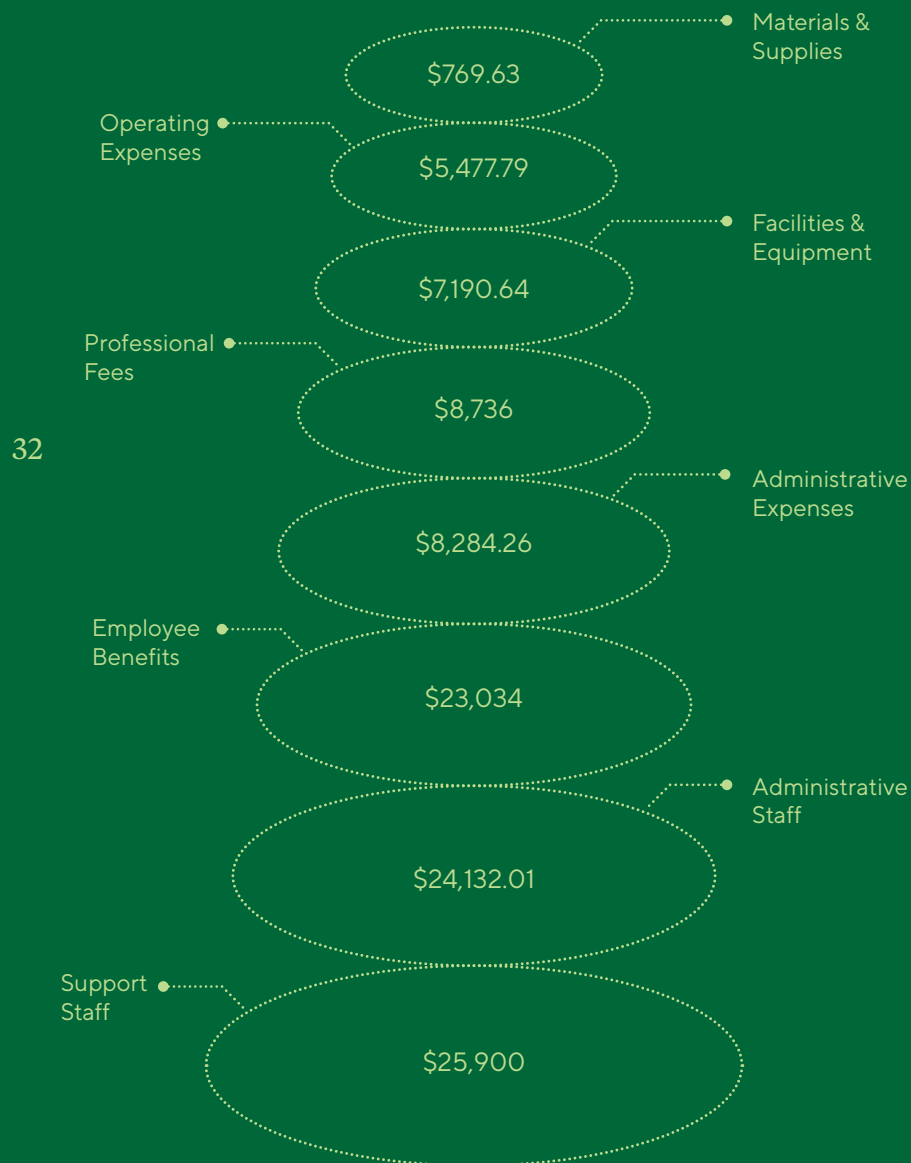 Materials &
Supplies
$769.63
Operating
Expenses
$5,477.79
Facilities &
Equipment
$7,190.64
Professional
Fees
$8,736
32
Administrative
Expenses
$8,284.26
Employee
Benefits
$23,034
Administrative
Staff
$24,132.01
Support
Staff
$25,900